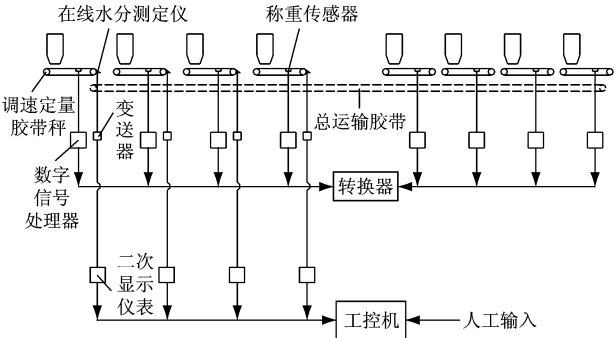 在线水分测定仪
称重传感器
调速定量
胶带秤
变
送
器
总运输胶带
数字
信号
处理器
转换器
二次
显示
仪表
工控机
人工输入